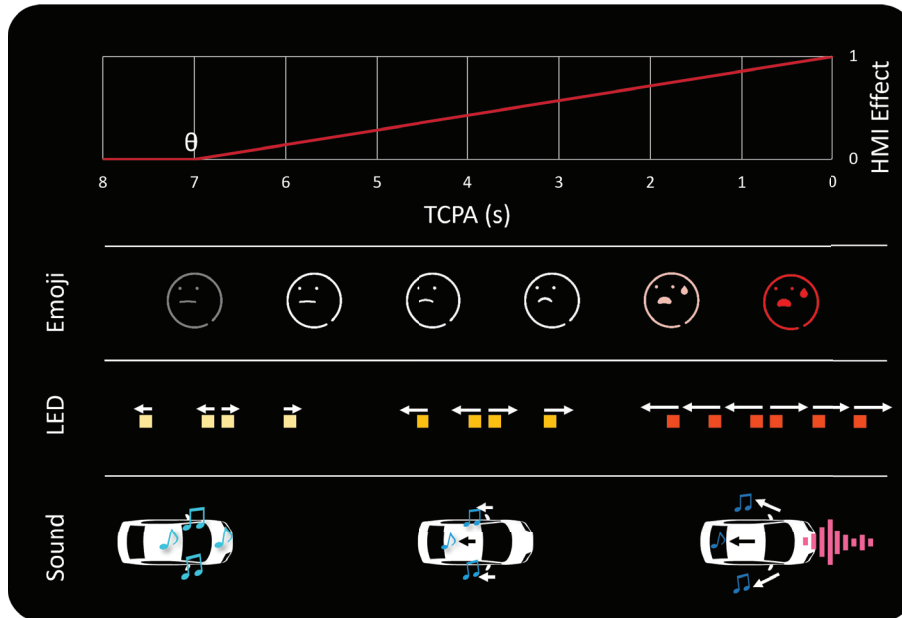 1
θ
0
HMI Effect
8 7 6 5 4 3 2 1 0
TCPA (s)
Emoji
LED
Sound